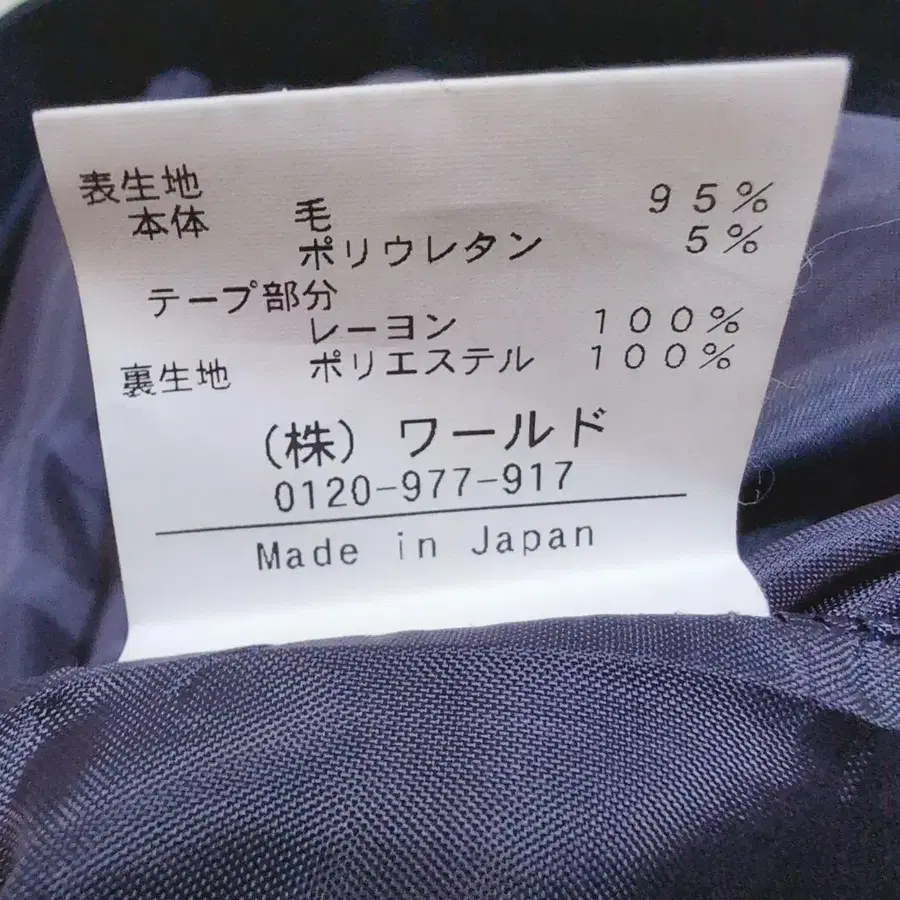 表生地
本体 毛 95%
ポリウレタン 5%
テープ部分
レーヨン 100%
裏生地 ポリエステル 100%
(株) ワールド
0120-977-917
Made in Japan